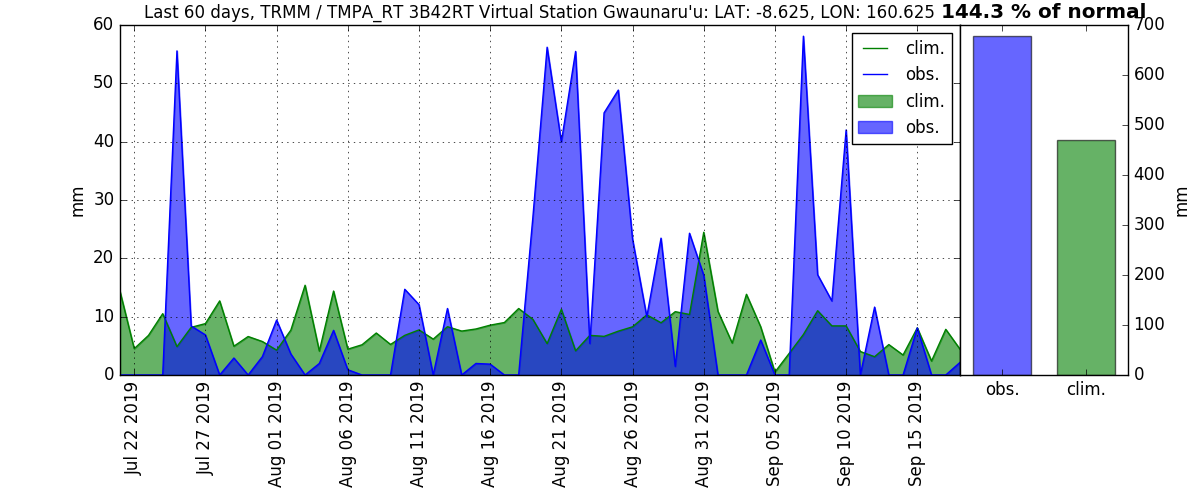 Last 60 days, TRMM / TMPA_RT 3B42RT Virtual Station Gwaunaru'u: LAT: -8.625, LON: 160.625 144.3 % of normal
60
50
40
30
20
10
0
mm
clim.
obs.
clim.
obs.
Jul 22 2019
Jul 27 2019
Aug 01 2019
Aug 06 2019
Aug 11 2019
Aug 16 2019
Aug 21 2019
Aug 26 2019
Aug 31 2019
Sep 05 2019
Sep 10 2019
Sep 15 2019
700
600
500
400
300
200
100
0
mm
obs.
clim.